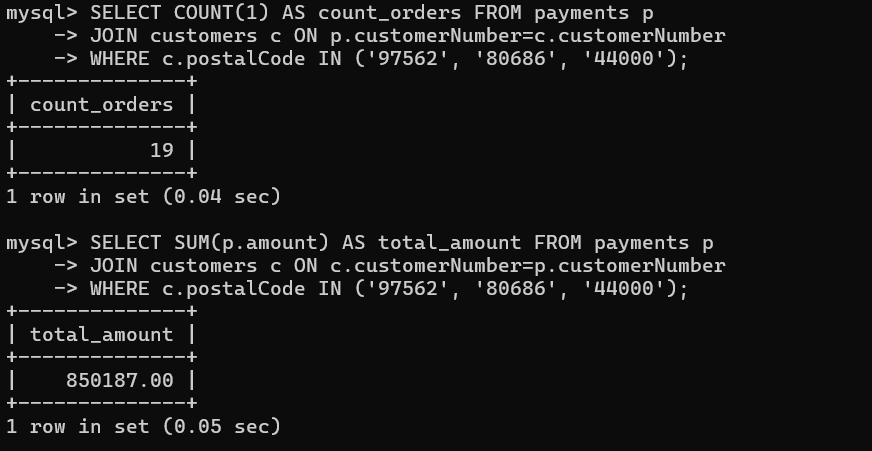 mysql> SELECT COUNT(1) AS count_orders FROM payments p
    -> JOIN customers c ON p.customerNumber=c.customerNumber
    -> WHERE c.postalCode IN ('97562', '80686', '44000');
+--------------+
| count_orders |
+--------------+
|           19 |
+--------------+
1 row in set (0.04 sec)

mysql> SELECT SUM(p.amount) AS total_amount FROM payments p
    -> JOIN customers c ON c.customerNumber=p.customerNumber
    -> WHERE c.postalCode IN ('97562', '80686', '44000');
+--------------+
| total_amount |
+--------------+
|    850187.00 |
+--------------+
1 row in set (0.05 sec)